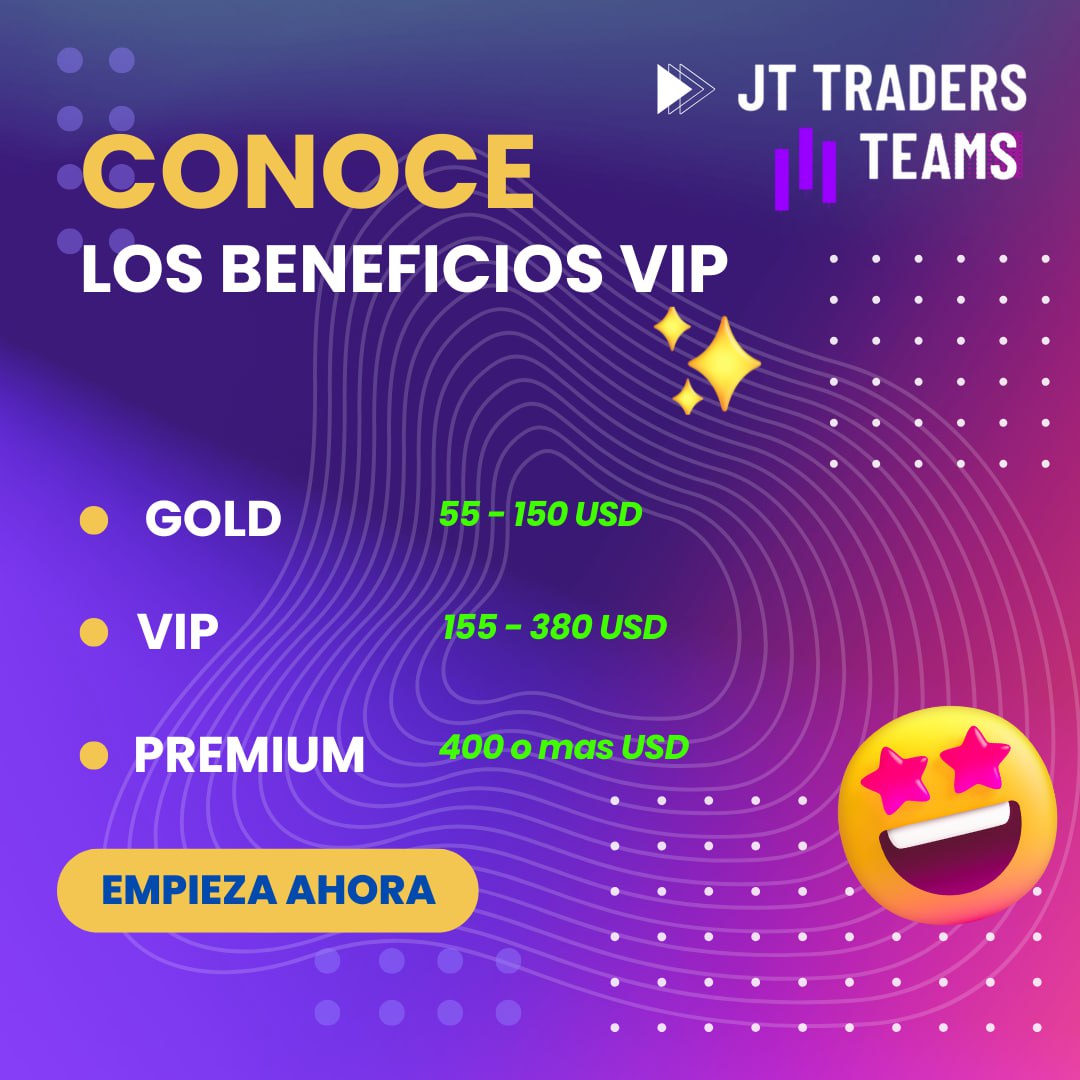 JT TRADERS
TEAMS
CONOCE
LOS BENEFICIOS VIP
GOLD 55 - 150 USD
VIP 155 - 380 USD
PREMIUM 400 o mas USD
EMPIEZA AHORA